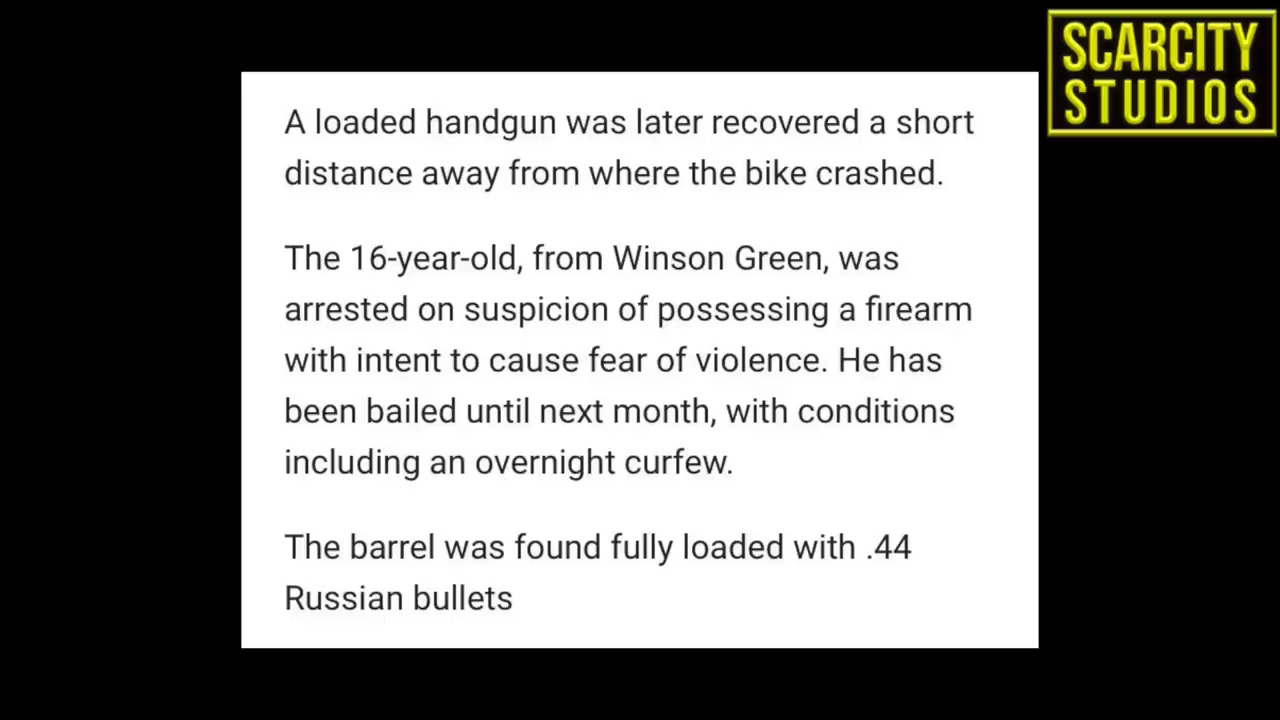 SCARCITY
STUDIOS
A loaded handgun was later recovered a short
distance away from where the bike crashed.
The 16-year-old, from Winson Green, was
arrested on suspicion of possessing a firearm
with intent to cause fear of violence. He has
been bailed until next month, with conditions
including an overnight curfew.
The barrel was found fully loaded with .44
Russian bullets